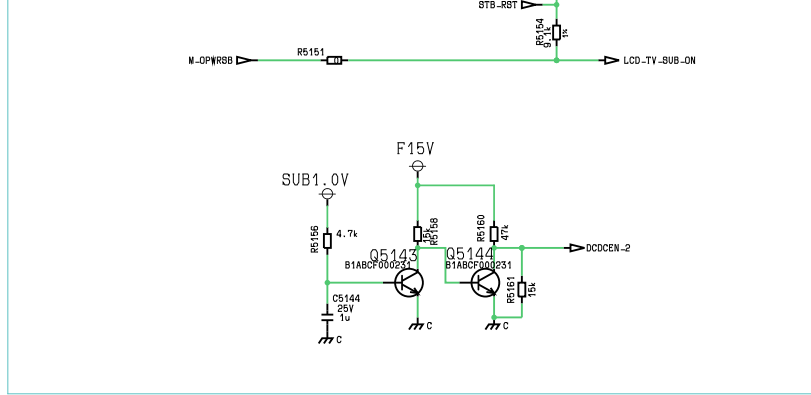 STB-RST
R5154
9.1k
1%
M-OPWRSB
R5151
0
LCD-TV-SUB-ON
F15V
SUB1.0V
R5156
4.7k
R5158
15k
R5160
47k
DCDCEN-2
Q5143
B1ABCF000231
Q5144
B1ABCF000231
R5161
15k
C5144
25V
1u
C
C
C